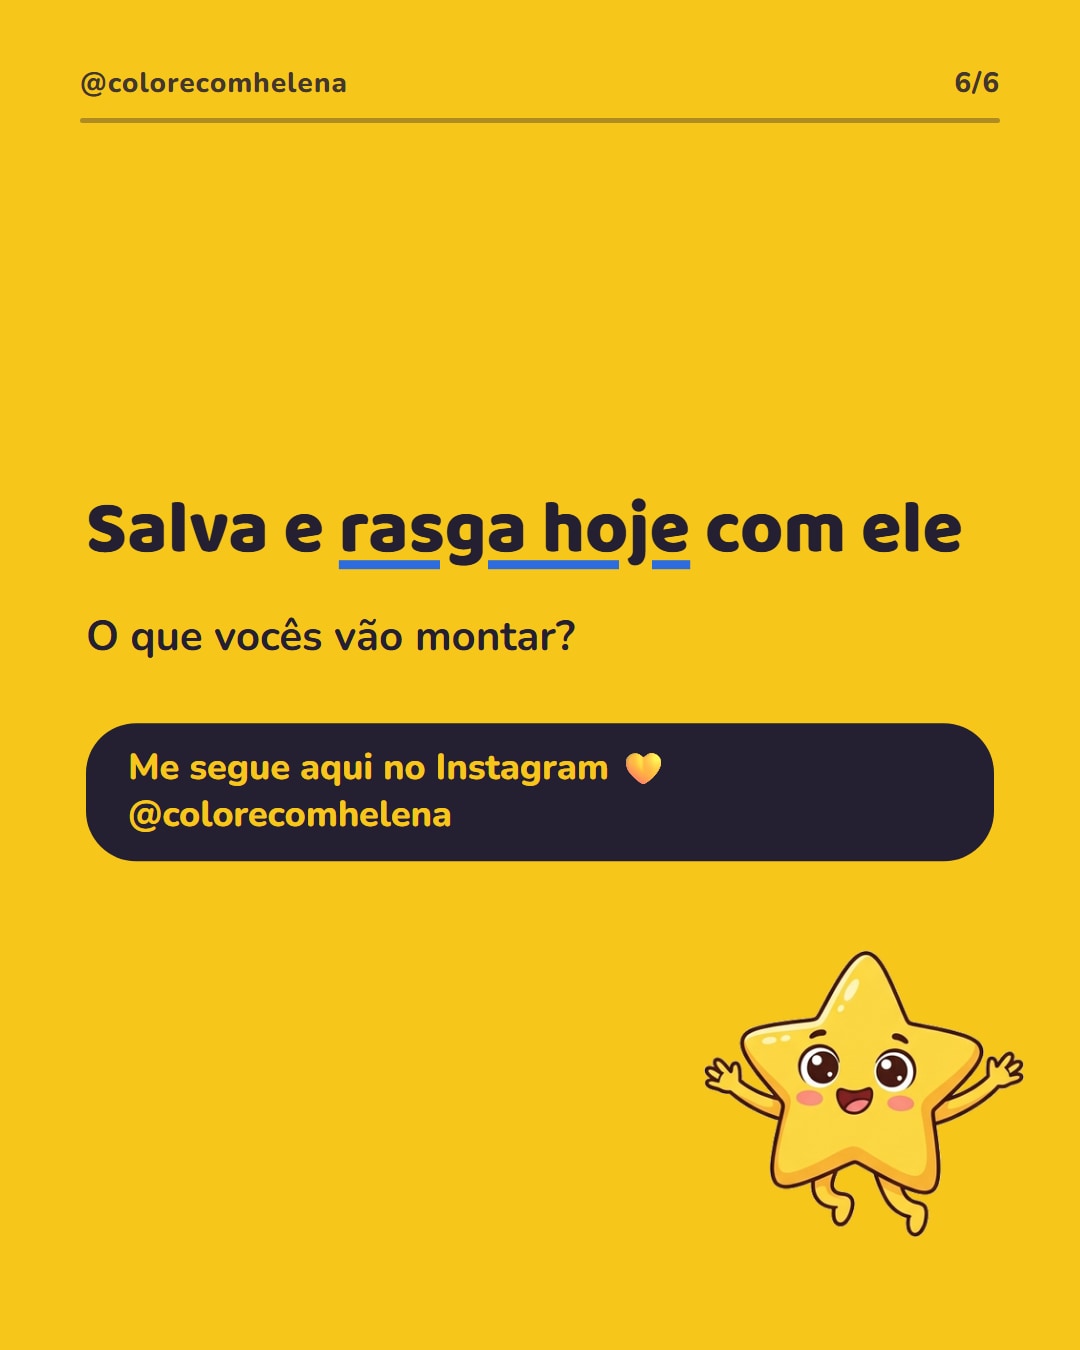 @colorecomhelena
6/6
Salva e rasga hoje com ele
O que vocês vão montar?
Me segue aqui no Instagram 💛
@colorecomhelena